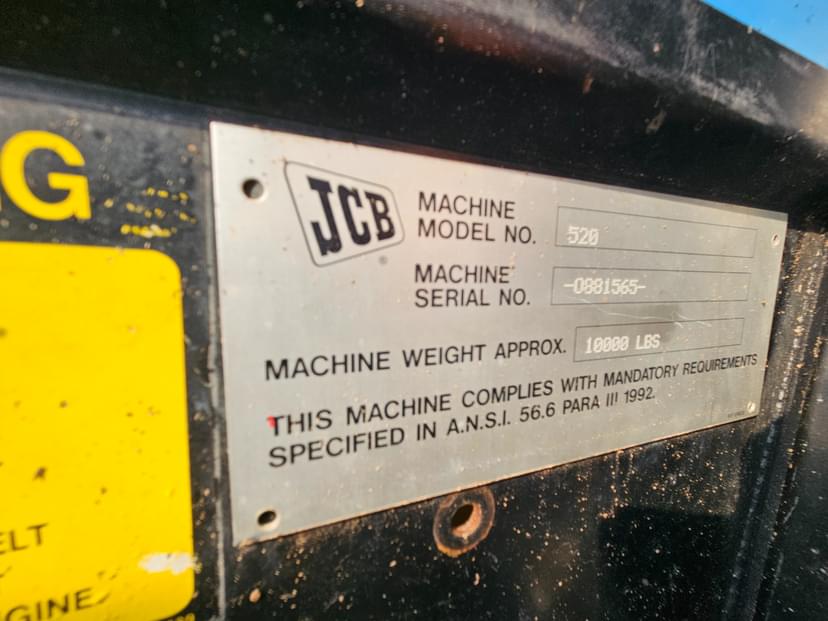 NG
JCB
MACHINE
MODEL NO. 520
MACHINE
SERIAL NO. -0881565-
MACHINE WEIGHT APPROX. 10000 LBS
THIS MACHINE COMPLIES WITH MANDATORY REQUIREMENTS
SPECIFIED IN A.N.S.I. 56.6 PARA III 1992.
ELT
GINE